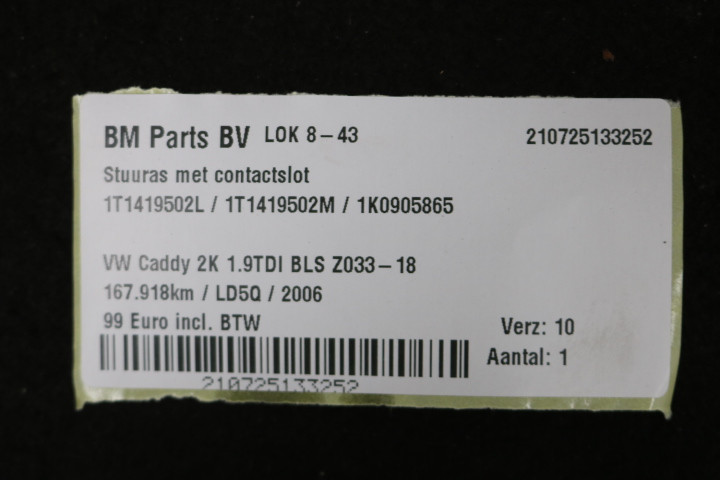 BM Parts BV LOK 8-43 210725133252
Stuuras met contactslot
1T1419502L / 1T1419502M / 1K0905865
VW Caddy 2K 1.9TDI BLS Z033-18
167.918km / LD5Q / 2006
99 Euro incl. BTW Verz: 10
Aantal: 1
210725133252